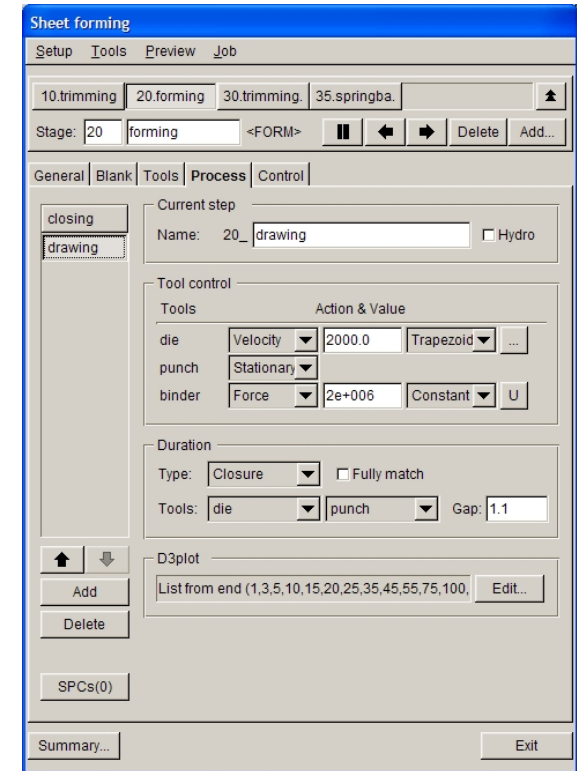 Sheet forming
Setup Tools Preview Job
10.trimming 20.forming 30.trimming. 35.springba.
Stage: 20 forming <FORM> Delete Add...
General Blank Tools Process Control
closing
drawing
Current step
Name: 20_ drawing Hydro
Tool control
Tools Action & Value
die Velocity 2000.0 Trapezoid ...
punch Stationary
binder Force 2e+006 Constant U
Duration
Type: Closure Fully match
Tools: die punch Gap: 1.1
D3plot
List from end (1,3,5,10,15,20,25,35,45,55,75,100, Edit...
Add
Delete
SPCs(0)
Summary... Exit